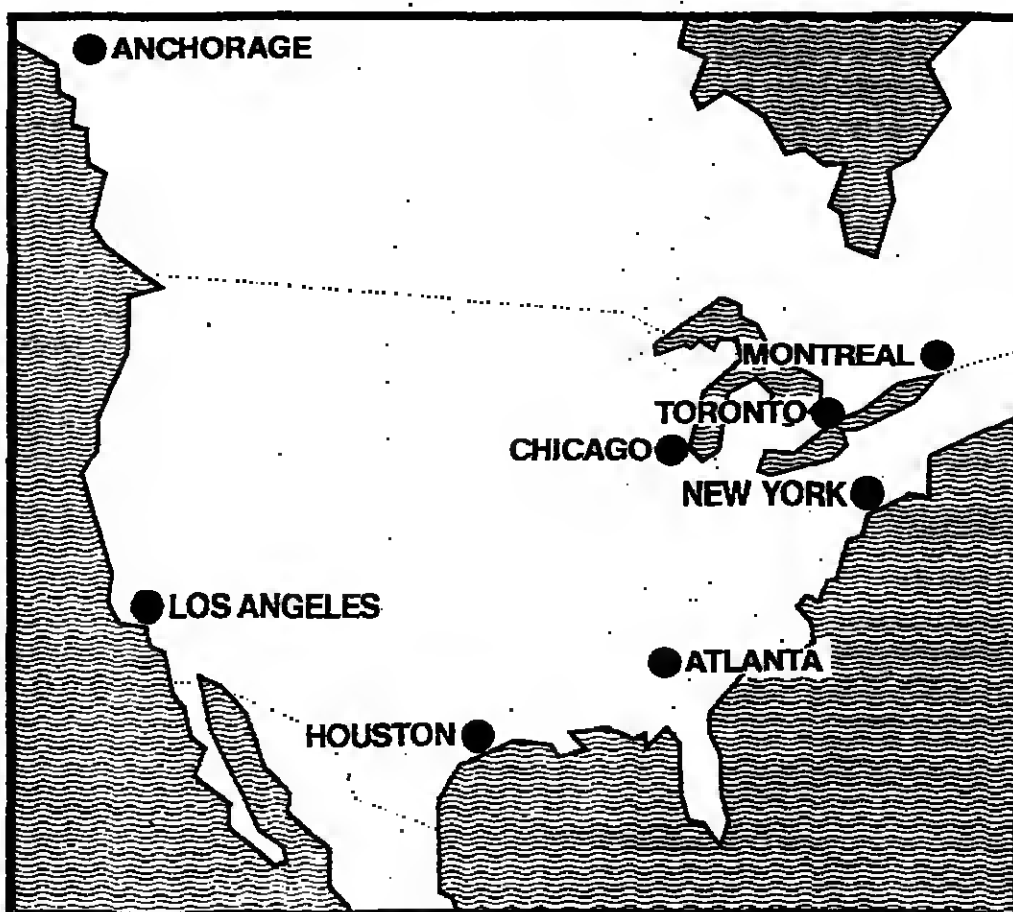 ANCHORAGE
MONTREAL
TORONTO
CHICAGO
NEW YORK
LOS ANGELES
ATLANTA
HOUSTON